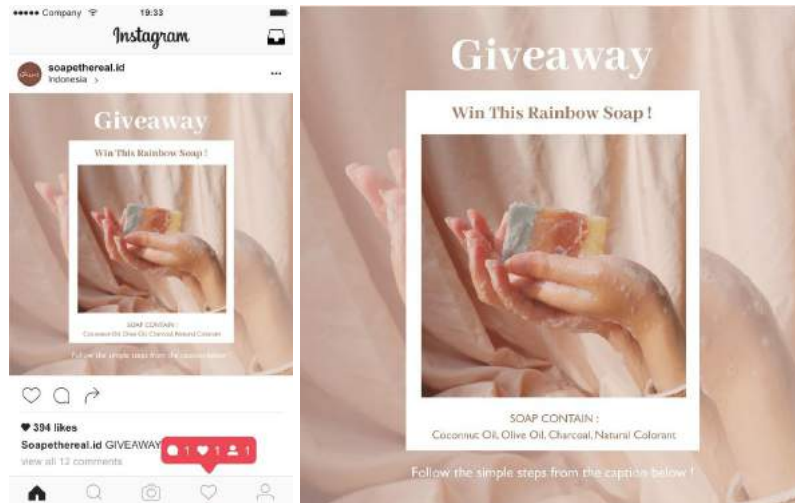 Company
19:33
Instagram
soapethereal.id
Indonesia >
Giveaway
Win This Rainbow Soap !
SOAP CONTAIN :
Coconnut Oil, Olive Oil, Charcoal, Natural Colorant
Follow the simple steps from the caption below !
394 likes
Soapethereal.id GIVEAWAY
view all 12 comments
1 1 1
Giveaway
Win This Rainbow Soap !
SOAP CONTAIN :
Coconnut Oil, Olive Oil, Charcoal, Natural Colorant
Follow the simple steps from the caption below !